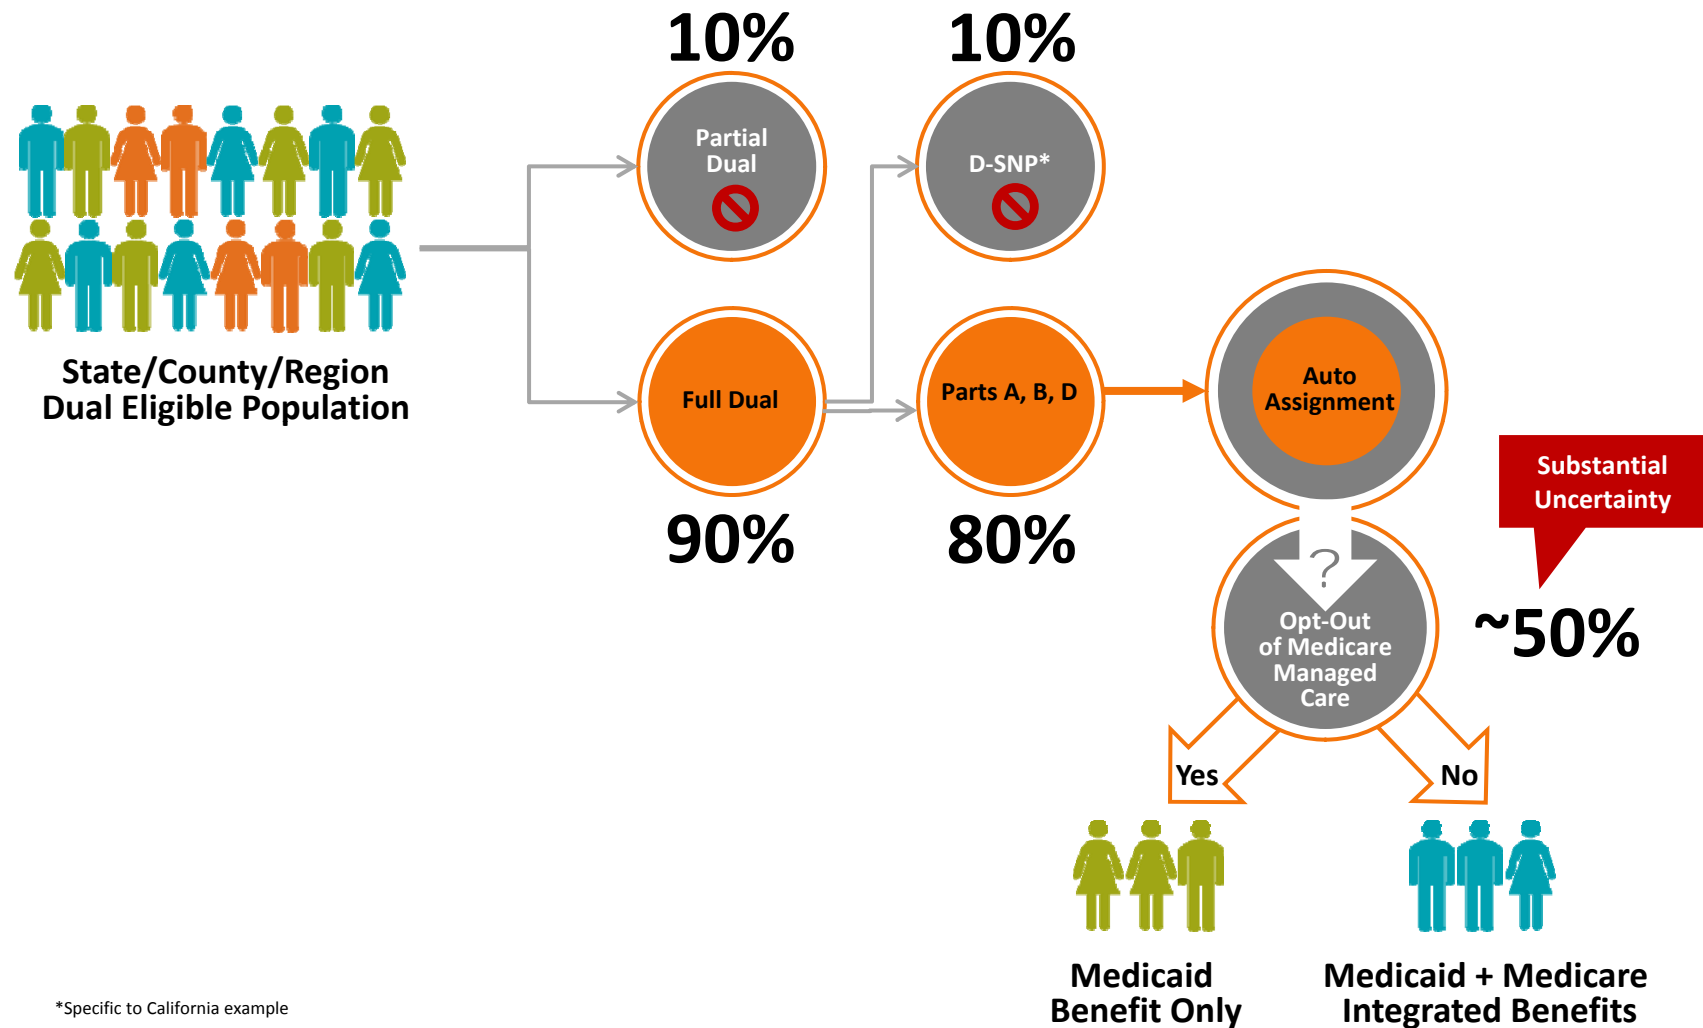 10%
10%
Partial
Dual
D-SNP*
State/County/Region
Dual Eligible Population
Full Dual
Parts A, B, D
Auto
Assignment
90%
80%
Substantial
Uncertainty
?
Opt-Out
of Medicare
Managed
Care
~50%
Yes
No
Medicaid
Benefit Only
Medicaid + Medicare
Integrated Benefits
*Specific to California example